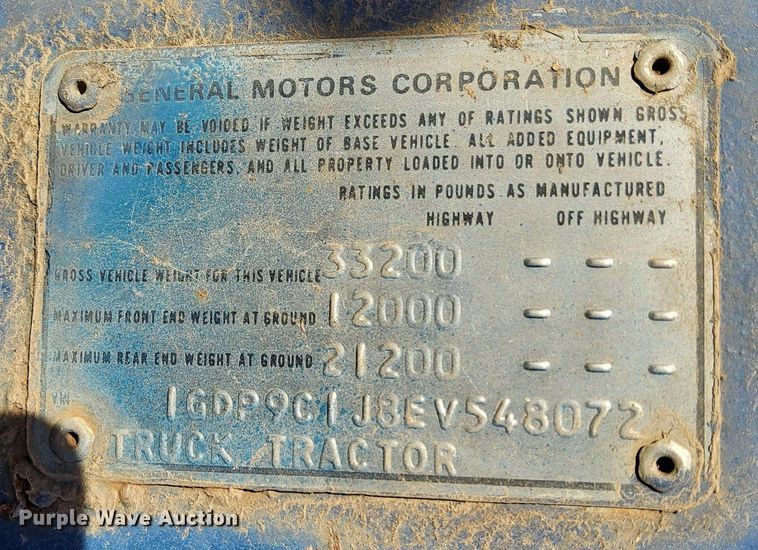 GENERAL MOTORS CORPORATION
WARRANTY MAY BE VOIDED IF WEIGHT EXCEEDS ANY OF RATINGS SHOWN. GROSS
VEHICLE WEIGHT INCLUDES WEIGHT OF BASE VEHICLE. ALL ADDED EQUIPMENT,
DRIVER AND PASSENGERS, AND ALL PROPERTY LOADED INTO OR ONTO VEHICLE.
RATINGS IN POUNDS AS MANUFACTURED
HIGHWAY OFF HIGHWAY
GROSS VEHICLE WEIGHT FOR THIS VEHICLE 33200 - - -
MAXIMUM FRONT END WEIGHT AT GROUND 12000 - - -
MAXIMUM REAR END WEIGHT AT GROUND 21200 - - -
VIN 1GDP9C1J8EV548072
TRUCK TRACTOR
Purple Wave Auction